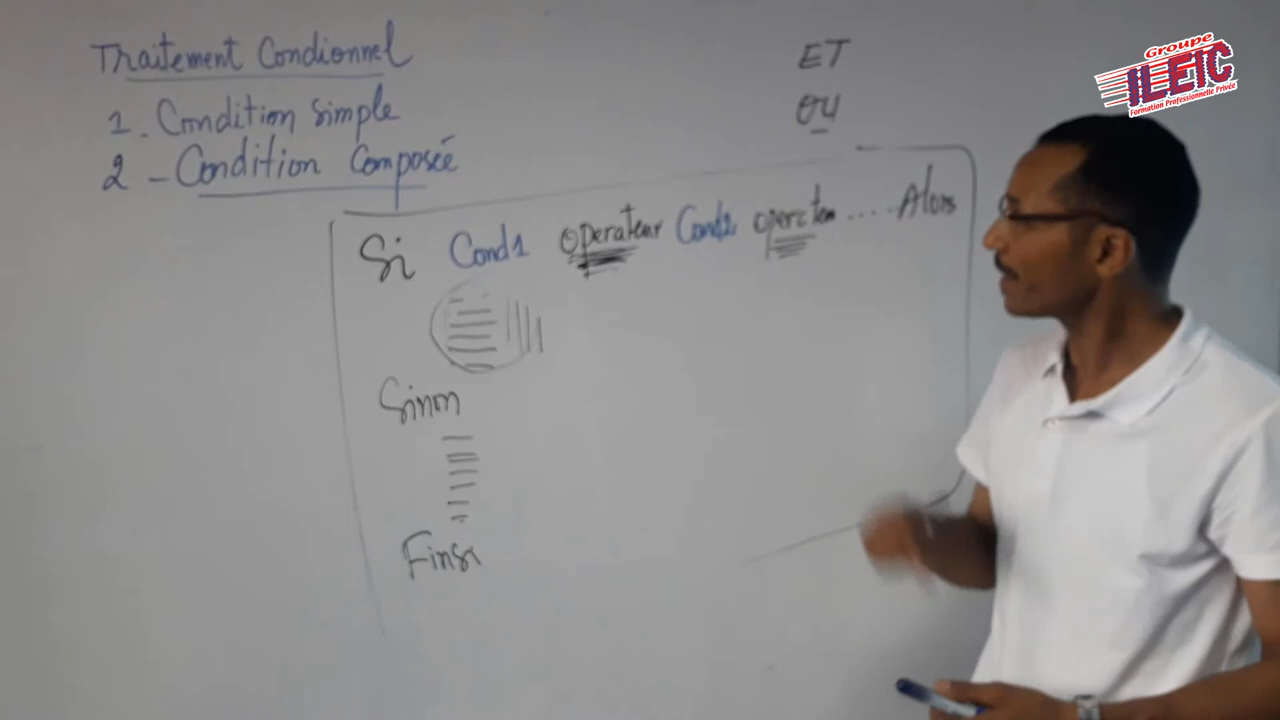 Traitement Condionnel
1. Condition simple
2 - Condition Composée
ET
OU
Si Cond1 operateur Cond2 operateur ..... Alors
Sinon
Finsi
Groupe
ILEIC
Formation Professionnelle Privée